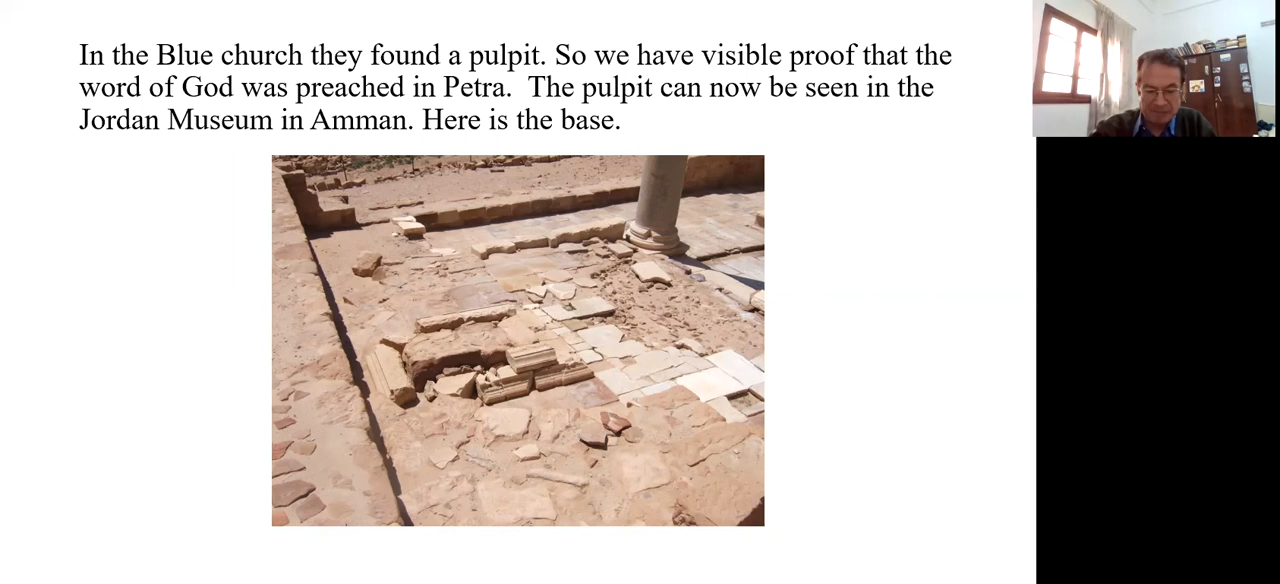 In the Blue church they found a pulpit. So we have visible proof that the
word of God was preached in Petra.  The pulpit can now be seen in the
Jordan Museum in Amman. Here is the base.